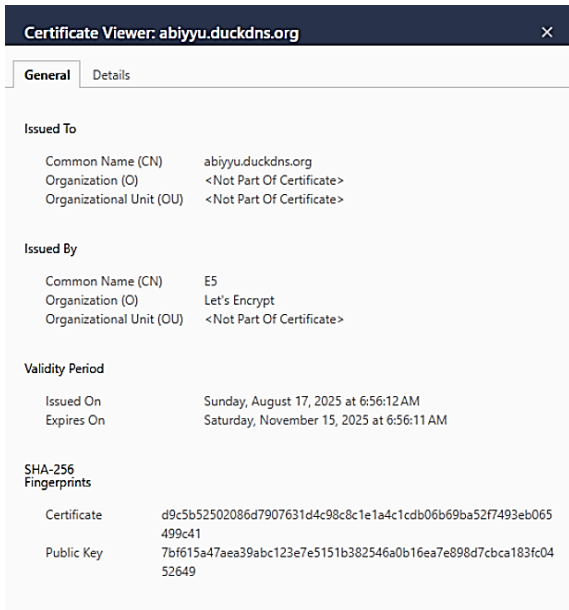 Certificate Viewer: abiyyu.duckdns.org
General Details
Issued To
Common Name (CN) abiyyu.duckdns.org
Organization (O) <Not Part Of Certificate>
Organizational Unit (OU) <Not Part Of Certificate>
Issued By
Common Name (CN) E5
Organization (O) Let's Encrypt
Organizational Unit (OU) <Not Part Of Certificate>
Validity Period
Issued On Sunday, August 17, 2025 at 6:56:12 AM
Expires On Saturday, November 15, 2025 at 6:56:11 AM
SHA-256
Fingerprints
Certificate d9c5b52502086d7907631d4c98c8c1e1a4c1cdb06b69ba52f7493eb065
499c41
Public Key 7bf615a47aea39abc123e7e5151b382546a0b16ea7e898d7cbca183fc04
52649